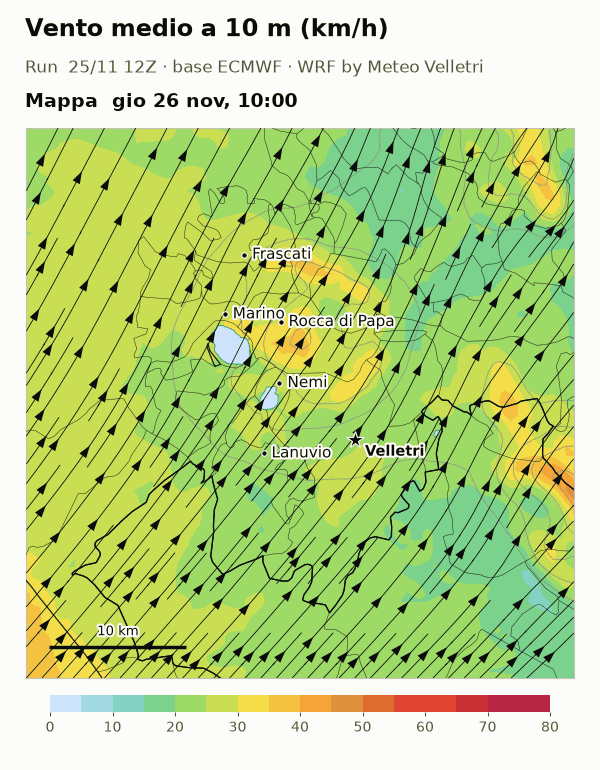 Vento medio a 10 m (km/h)
Run  25/11 12Z · base ECMWF · WRF by Meteo Velletri
Mappa  gio 26 nov, 10:00
Frascati
Marino
Rocca di Papa
Nemi
Velletri
Lanuvio
10 km
0 10 20 30 40 50 60 70 80